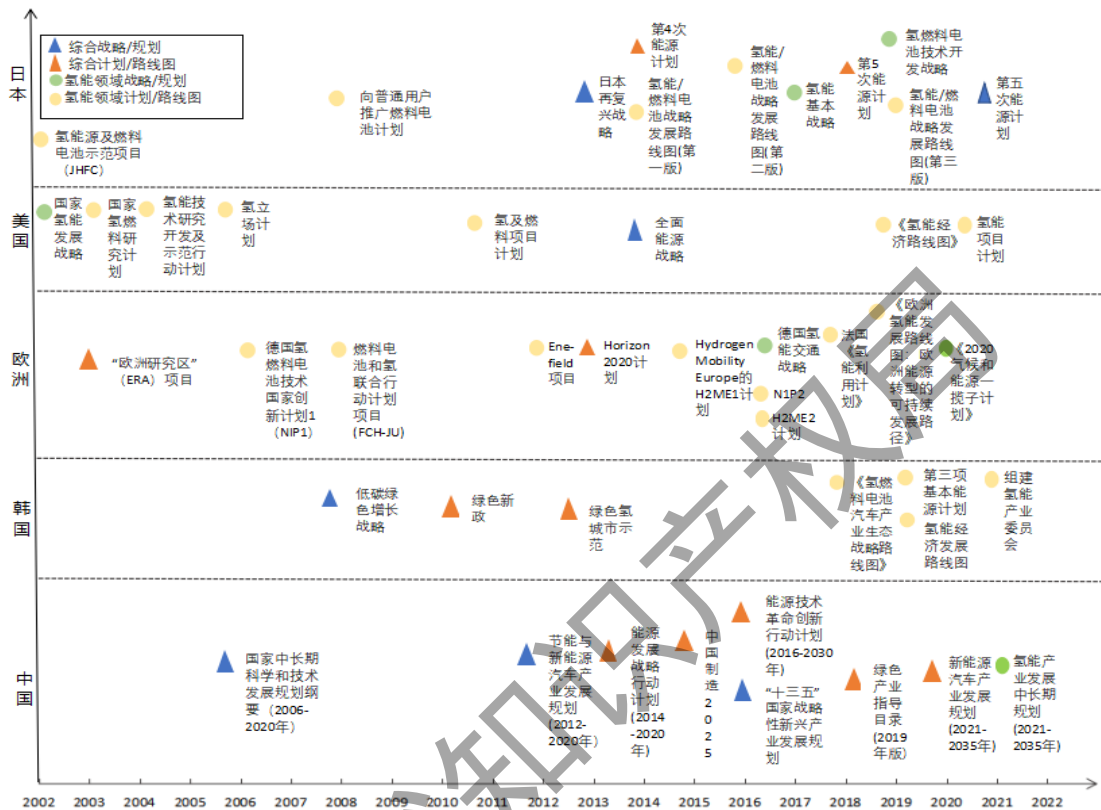 综合战略/规划
综合计划/路线图
氢能领域战略/规划
氢能领域计划/路线图
日本
氢能源及燃料
电池示范项目
（JHFC）
向普通用户
推广燃料电
池计划
日本
再复
兴战
略
第4次
能源
计划
氢能/
燃料电
池战略
发展路
线图(第
一版)
氢能/
燃料
电池
战略
发展
路线
图(第
二版)
氢能
基本
战略
第5
次能
源计
划
氢燃料电
池技术开
发战略
氢能/燃
料电池
战略发
展路线
图(第三
版)
第五
次能
源计
划
美国
国家
氢能
发展
战略
国家
氢燃
料研
究计
划
氢能技
术研究
开发及
示范行
动计划
氢立
场计
划
氢及燃
料项目
计划
全面
能源
战略
《氢能经
济路线图》
氢能
项目
计划
欧洲
“欧洲研究区”
（ERA）项目
德国氢
燃料电
池技术
国家创
新计划1
(NIP1)
燃料电
池和氢
联合行
动计划
项目
(FCH-JU)
Ene-
field
项目
Horizon
2020计
划
Hydrogen
Mobility
Europe的
H2ME1计
划
德国氢
能交通
战略
N1P2
H2ME2
计划
法国
《氢
能利
用计
划》
《欧洲
氢能发
展路线
图：欧
洲能源
转型的
可持续
发展路
径》
《2020
气候和
能源一
揽子计
划》
韩国
低碳绿
色增长
战略
绿色新
政
绿色氢
城市示
范
《氢燃
料电池
汽车产
业生态
战略路
线图》
第三项
基本能
源计划
氢能经
济发展
路线图
组建
氢能
产业
委员
会
中国
国家中长期
科学和技术
发展规划纲
要（2006-
2020年）
节能与
新能源
汽车产
业发展
规划
(2012-
2020年）
能源
发展
战略
行动
计划
(2014
-2020
年)
中
国
制
造
2
0
2
5
能源技术
革命创新
行动计划
(2016-2030
年）
“十三五”
国家战略
性新兴产
业发展规
划
绿色
产业
指导
目录
(2019
年版)
新能源
汽车产
业发展
规划
(2021-
2035年)
氢能产
业发展
中长期
规划
(2021-
2035年)
2002 2003 2004 2005 2006 2007 2008 2009 2010 2011 2012 2013 2014 2015 2016 2017 2018 2019 2020 2021 2022
识产权局